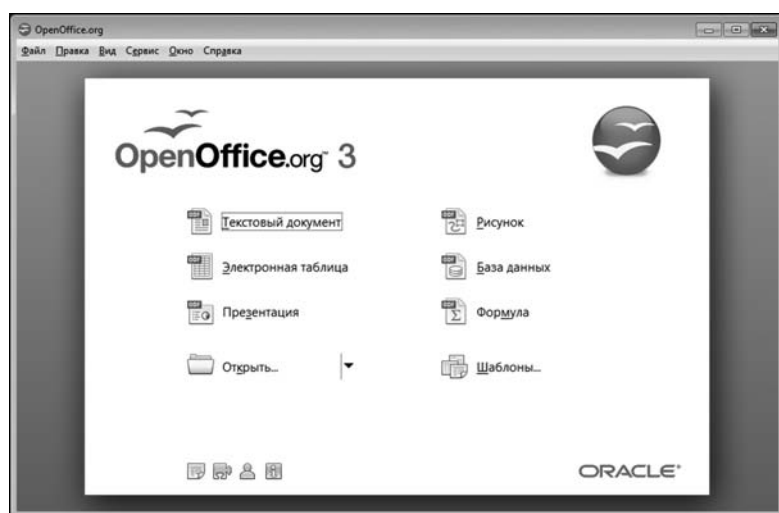 OpenOffice.org
Файл Правка Вид Сервис Окно Справка
OpenOffice.org™ 3
Текстовый документ
Рисунок
Электронная таблица
База данных
Презентация
Формула
Открыть...
Шаблоны...
ORACLE®